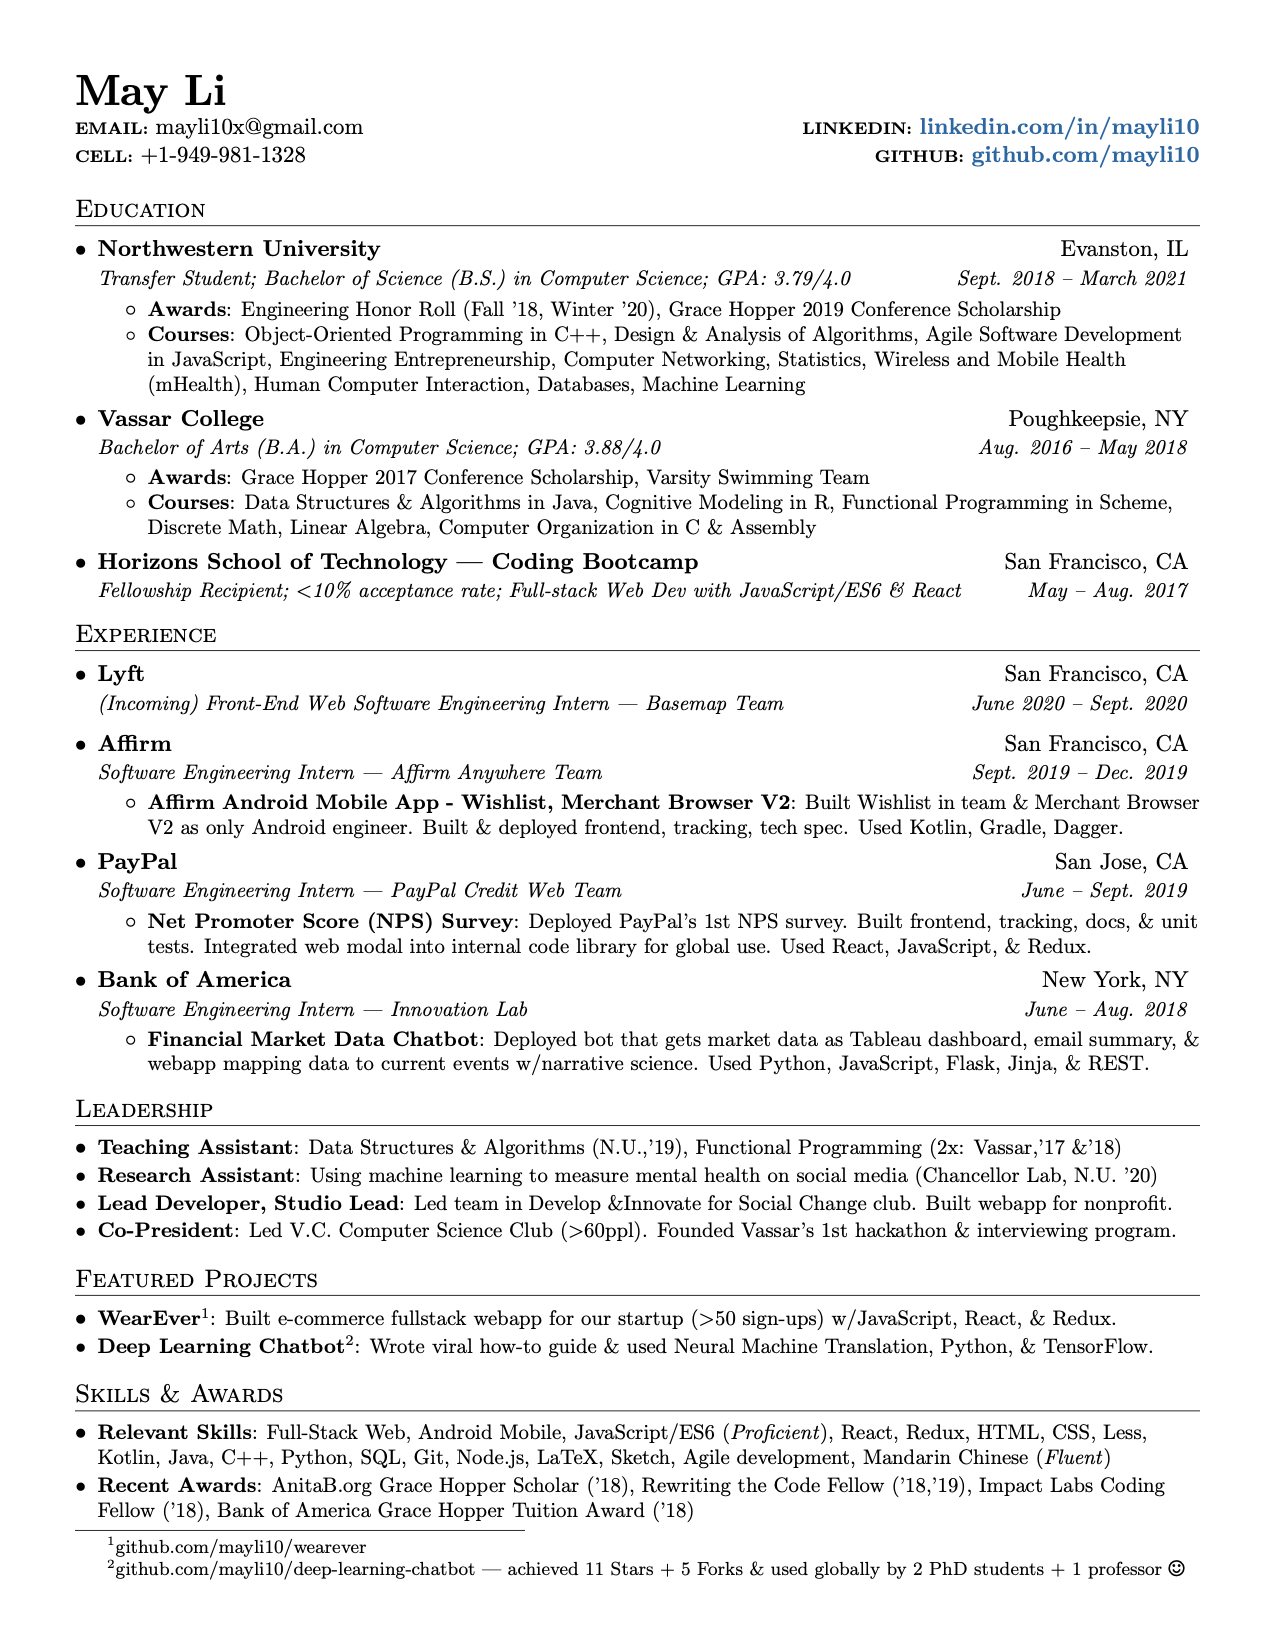 May Li
EMAIL: mayli10x@gmail.com LINKEDIN: linkedin.com/in/mayli10
CELL: +1-949-981-1328 GITHUB: github.com/mayli10
EDUCATION
• Northwestern University Evanston, IL
Transfer Student; Bachelor of Science (B.S.) in Computer Science; GPA: 3.79/4.0 Sept. 2018 – March 2021
◦ Awards: Engineering Honor Roll (Fall ’18, Winter ’20), Grace Hopper 2019 Conference Scholarship
◦ Courses: Object-Oriented Programming in C++, Design & Analysis of Algorithms, Agile Software Development
in JavaScript, Engineering Entrepreneurship, Computer Networking, Statistics, Wireless and Mobile Health
(mHealth), Human Computer Interaction, Databases, Machine Learning
• Vassar College Poughkeepsie, NY
Bachelor of Arts (B.A.) in Computer Science; GPA: 3.88/4.0 Aug. 2016 – May 2018
◦ Awards: Grace Hopper 2017 Conference Scholarship, Varsity Swimming Team
◦ Courses: Data Structures & Algorithms in Java, Cognitive Modeling in R, Functional Programming in Scheme,
Discrete Math, Linear Algebra, Computer Organization in C & Assembly
• Horizons School of Technology — Coding Bootcamp San Francisco, CA
Fellowship Recipient; <10% acceptance rate; Full-stack Web Dev with JavaScript/ES6 & React May – Aug. 2017
EXPERIENCE
• Lyft San Francisco, CA
(Incoming) Front-End Web Software Engineering Intern — Basemap Team June 2020 – Sept. 2020
• Affirm San Francisco, CA
Software Engineering Intern — Affirm Anywhere Team Sept. 2019 – Dec. 2019
◦ Affirm Android Mobile App - Wishlist, Merchant Browser V2: Built Wishlist in team & Merchant Browser
V2 as only Android engineer. Built & deployed frontend, tracking, tech spec. Used Kotlin, Gradle, Dagger.
• PayPal San Jose, CA
Software Engineering Intern — PayPal Credit Web Team June – Sept. 2019
◦ Net Promoter Score (NPS) Survey: Deployed PayPal’s 1st NPS survey. Built frontend, tracking, docs, & unit
tests. Integrated web modal into internal code library for global use. Used React, JavaScript, & Redux.
• Bank of America New York, NY
Software Engineering Intern — Innovation Lab June – Aug. 2018
◦ Financial Market Data Chatbot: Deployed bot that gets market data as Tableau dashboard, email summary, &
webapp mapping data to current events w/narrative science. Used Python, JavaScript, Flask, Jinja, & REST.
LEADERSHIP
• Teaching Assistant: Data Structures & Algorithms (N.U.,’19), Functional Programming (2x: Vassar,’17 &’18)
• Research Assistant: Using machine learning to measure mental health on social media (Chancellor Lab, N.U. ’20)
• Lead Developer, Studio Lead: Led team in Develop &Innovate for Social Change club. Built webapp for nonprofit.
• Co-President: Led V.C. Computer Science Club (>60ppl). Founded Vassar’s 1st hackathon & interviewing program.
FEATURED PROJECTS
• WearEver¹: Built e-commerce fullstack webapp for our startup (>50 sign-ups) w/JavaScript, React, & Redux.
• Deep Learning Chatbot²: Wrote viral how-to guide & used Neural Machine Translation, Python, & TensorFlow.
SKILLS & AWARDS
• Relevant Skills: Full-Stack Web, Android Mobile, JavaScript/ES6 (Proficient), React, Redux, HTML, CSS, Less,
Kotlin, Java, C++, Python, SQL, Git, Node.js, LaTeX, Sketch, Agile development, Mandarin Chinese (Fluent)
• Recent Awards: AnitaB.org Grace Hopper Scholar (’18), Rewriting the Code Fellow (’18,’19), Impact Labs Coding
Fellow (’18), Bank of America Grace Hopper Tuition Award (’18)
¹github.com/mayli10/wearever
²github.com/mayli10/deep-learning-chatbot — achieved 11 Stars + 5 Forks & used globally by 2 PhD students + 1 professor ☺